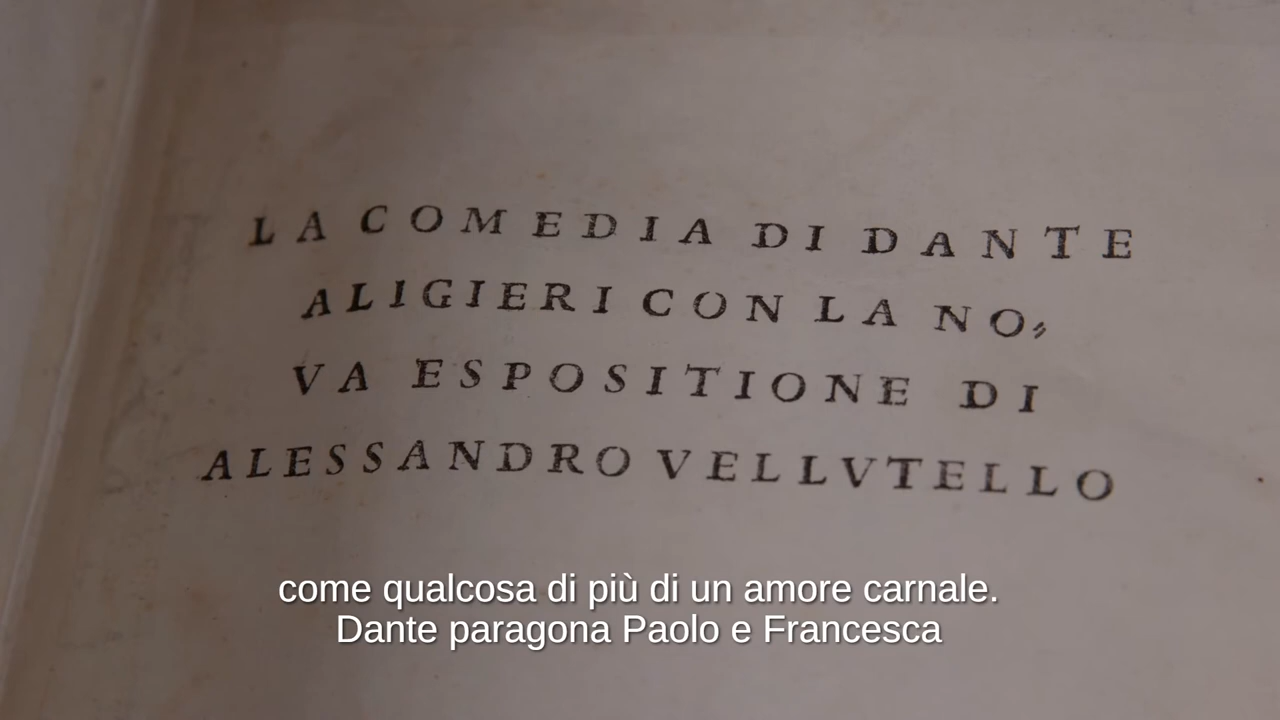 LA COMEDIA DI DANTE
ALIGIERI CON LA NO⸗
VA ESPOSITIONE DI
ALESSANDRO VELLVTELLO
come qualcosa di più di un amore carnale.
Dante paragona Paolo e Francesca